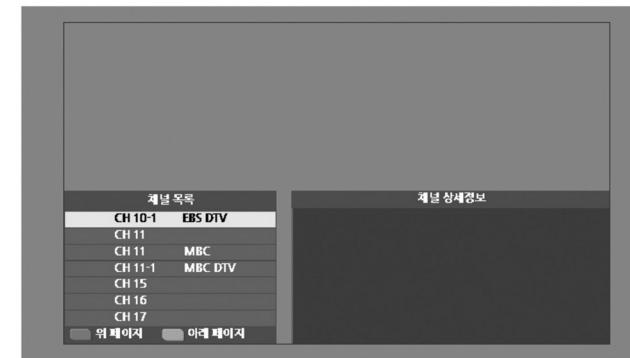 채널 목록
채널 상세정보
CH 10-1 EBS DTV
CH 11
CH 11 MBC
CH 11-1 MBC DTV
CH 15
CH 16
CH 17
위 페이지 아래 페이지